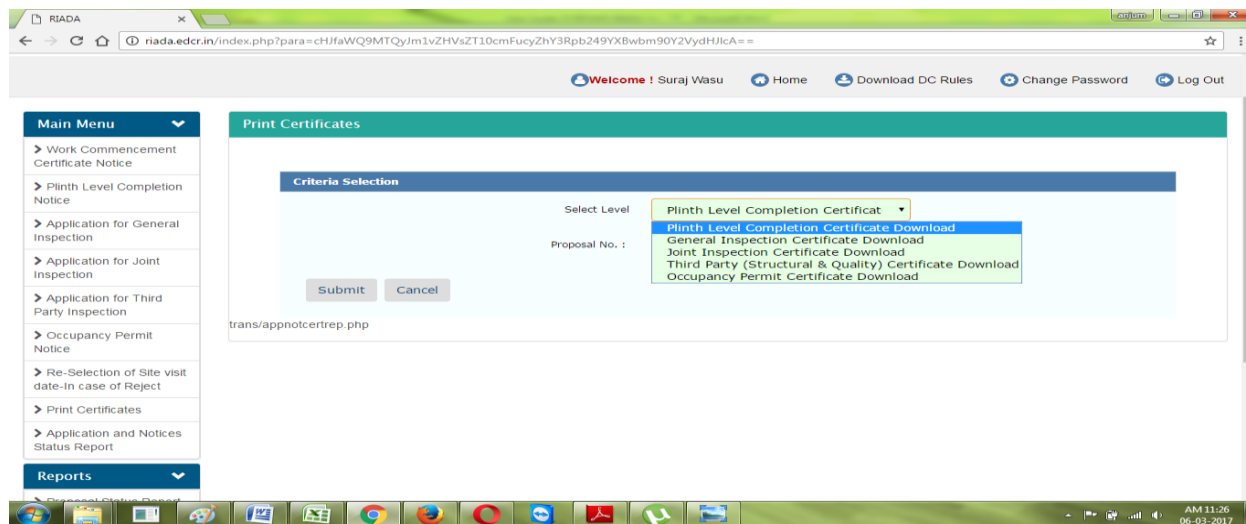 RIADA
anjum
riada.edcr.in/index.php?para=cHJfaWQ9MTQyJm1vZHVsZT10cmFucyZhY3Rpb249YXBwbm90Y2VydHJlcA==
Welcome ! Suraj Wasu Home Download DC Rules Change Password Log Out
Main Menu
Work Commencement
Certificate Notice
Plinth Level Completion
Notice
Application for General
Inspection
Application for Joint
Inspection
Application for Third
Party Inspection
Occupancy Permit
Notice
Re-Selection of Site visit
date-In case of Reject
Print Certificates
Application and Notices
Status Report
Reports
Proposal Status Report
Print Certificates
Criteria Selection
Select Level Plinth Level Completion Certificat
Plinth Level Completion Certificate Download
General Inspection Certificate Download
Joint Inspection Certificate Download
Third Party (Structural & Quality) Certificate Download
Occupancy Permit Certificate Download
Proposal No. :
Submit Cancel
trans/appnotcertrep.php
AM 11:26
06-03-2017